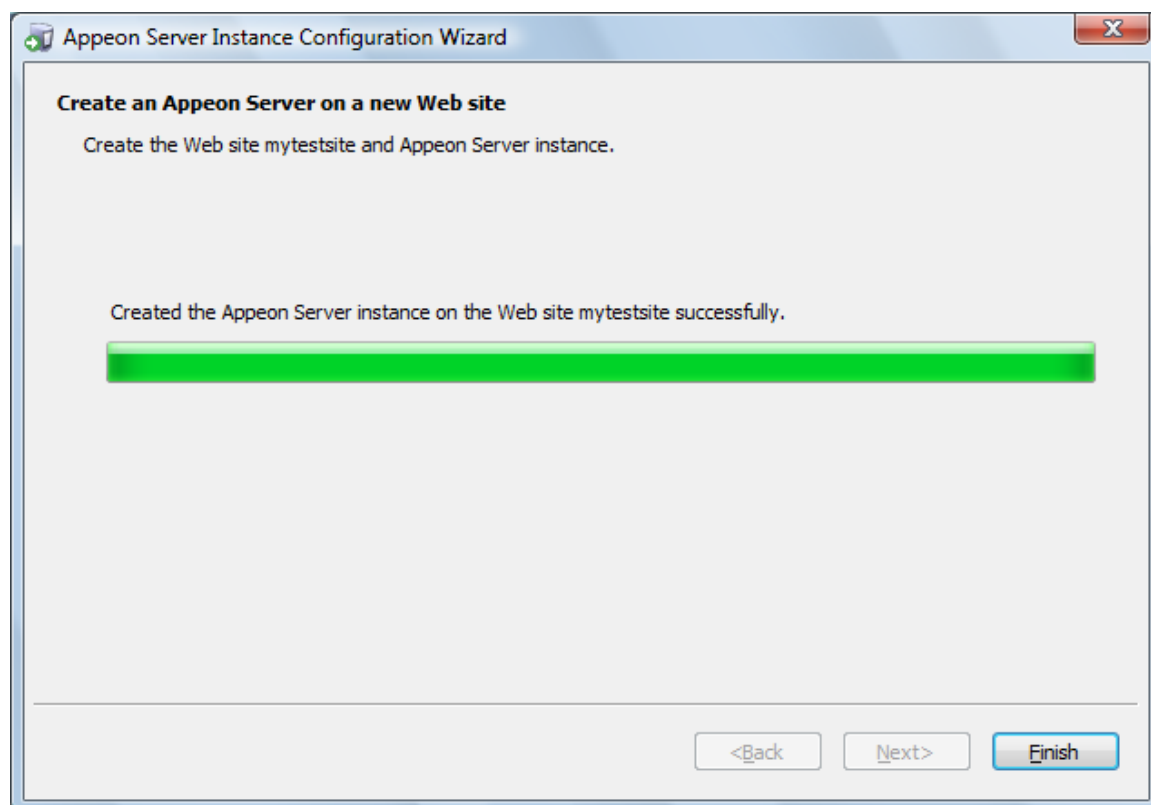 Appeon Server Instance Configuration Wizard
Create an Appeon Server on a new Web site
Create the Web site mytestsite and Appeon Server instance.
Created the Appeon Server instance on the Web site mytestsite successfully.
<Back Next> Finish